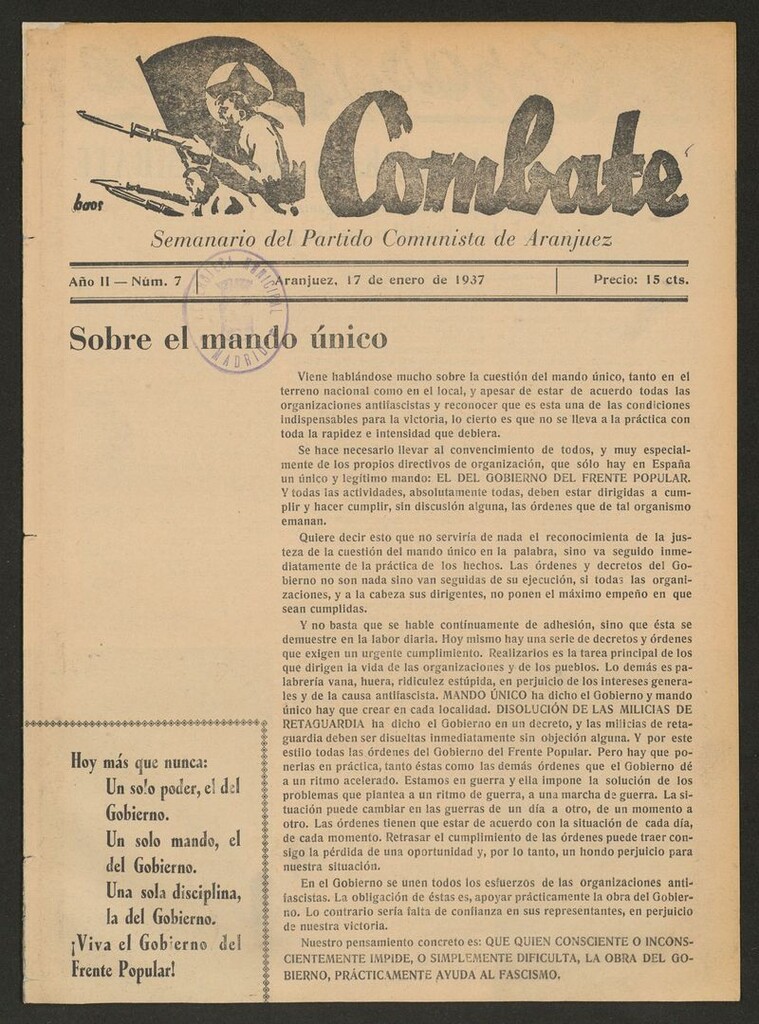 Combate
baos
Semanario del Partido Comunista de Aranjuez
Año II — Núm. 7
Aranjuez, 17 de enero de 1937
Precio: 15 cts.
MUNICIPAL
MADRID
Sobre el mando único
Viene hablándose mucho sobre la cuestión del mando único, tanto en el
terreno nacional como en el local, y apesar de estar de acuerdo todas las
organizaciones antifascistas y reconocer que es esta una de las condiciones
indispensables para la victoria, lo cierto es que no se lleva a la práctica con
toda la rapidez e intensidad que debiera.
Se hace necesario llevar al convencimiento de todos, y muy especial-
mente de los propios directivos de organización, que sólo hay en España
un único y legítimo mando: EL DEL GOBIERNO DEL FRENTE POPULAR.
Y todas las actividades, absolutamente todas, deben estar dirigidas a cum-
plir y hacer cumplir, sin discusión alguna, las órdenes que de tal organismo
emanan.
Quiere decir esto que no serviría de nada el reconocimiento de la jus-
teza de la cuestión del mando único en la palabra, sino va seguido inme-
diatamente de la práctica de los hechos. Las órdenes y decretos del Go-
bierno no son nada sino van seguidas de su ejecución, si todas las organi-
zaciones, y a la cabeza sus dirigentes, no ponen el máximo empeño en que
sean cumplidas.
Y no basta que se hable contínuamente de adhesión, sino que ésta se
demuestre en la labor diaria. Hoy mismo hay una serie de decretos y órdenes
que exigen un urgente cumplimiento. Realizarlos es la tarea principal de los
que dirigen la vida de las organizaciones y de los pueblos. Lo demás es pa-
labrería vana, huera, ridiculez estúpida, en perjuicio de los intereses genera-
les y de la causa antifascista. MANDO ÚNICO ha dicho el Gobierno y mando
único hay que crear en cada localidad. DISOLUCIÓN DE LAS MILICIAS DE
RETAGUARDIA ha dicho el Gobierno en un decreto, y las milicias de reta-
guardia deben ser disueltas inmediatamente sin objeción alguna. Y por este
estilo todas las órdenes del Gobierno del Frente Popular. Pero hay que po-
nerlas en práctica, tanto éstas como las demás órdenes que el Gobierno dé
a un ritmo acelerado. Estamos en guerra y ella impone la solución de los
problemas que plantea a un ritmo de guerra, a una marcha de guerra. La si-
tuación puede cambiar en las guerras de un día a otro, de un momento a
otro. Las órdenes tienen que estar de acuerdo con la situación de cada día,
de cada momento. Retrasar el cumplimiento de las órdenes puede traer con-
sigo la pérdida de una oportunidad y, por lo tanto, un hondo perjuicio para
nuestra situación.
En el Gobierno se unen todos los esfuerzos de las organizaciones anti-
fascistas. La obligación de éstas es, apoyar prácticamente la obra del Gobier-
no. Lo contrario sería falta de confianza en sus representantes, en perjuicio
de nuestra victoria.
Nuestro pensamiento concreto es: QUE QUIEN CONSCIENTE O INCONS-
CIENTEMENTE IMPIDE, O SIMPLEMENTE DIFICULTA, LA OBRA DEL GO-
BIERNO, PRÁCTICAMENTE AYUDA AL FASCISMO.
Hoy más que nunca:
Un solo poder, el del
Gobierno.
Un solo mando, el
del Gobierno.
Una sola disciplina,
la del Gobierno.
¡Viva el Gobierno del
Frente Popular!